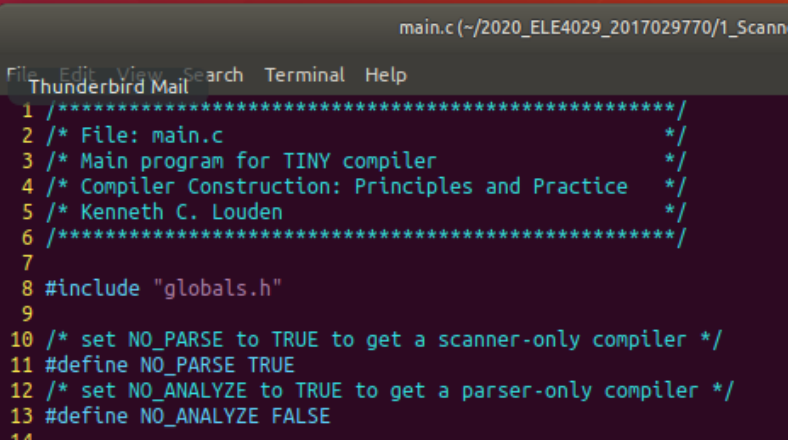 main.c (~/2020_ELE4029_2017029770/1_Scann
File Edit View Search Terminal Help
Thunderbird Mail
1 /****************************************************/
2 /* File: main.c                                     */
3 /* Main program for TINY compiler                   */
4 /* Compiler Construction: Principles and Practice   */
5 /* Kenneth C. Louden                                */
6 /****************************************************/
7
8 #include "globals.h"
9
10 /* set NO_PARSE to TRUE to get a scanner-only compiler */
11 #define NO_PARSE TRUE
12 /* set NO_ANALYZE to TRUE to get a parser-only compiler */
13 #define NO_ANALYZE FALSE
14